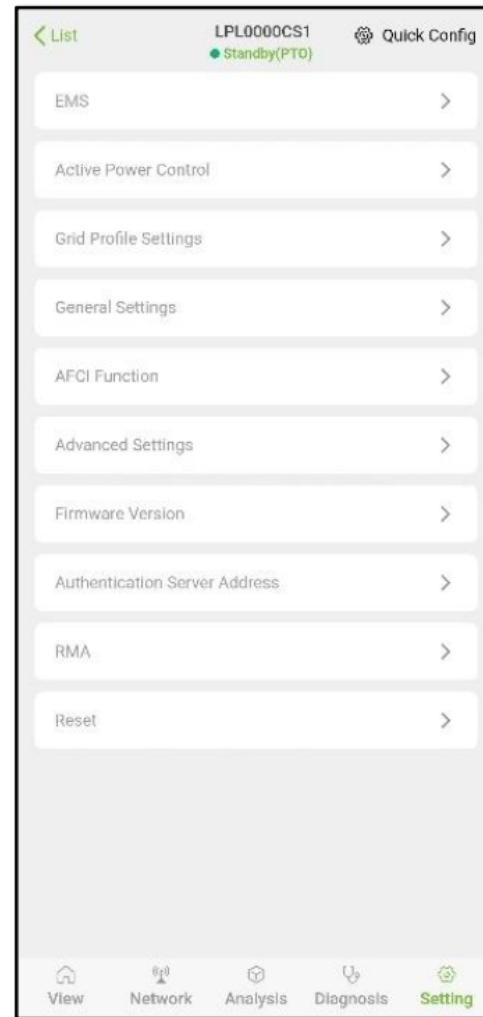 List
LPL0000CS1
Quick Config
Standby(PTO)
EMS
Active Power Control
Grid Profile Settings
General Settings
AFCI Function
Advanced Settings
Firmware Version
Authentication Server Address
RMA
Reset
View Network Analysis Diagnosis Setting